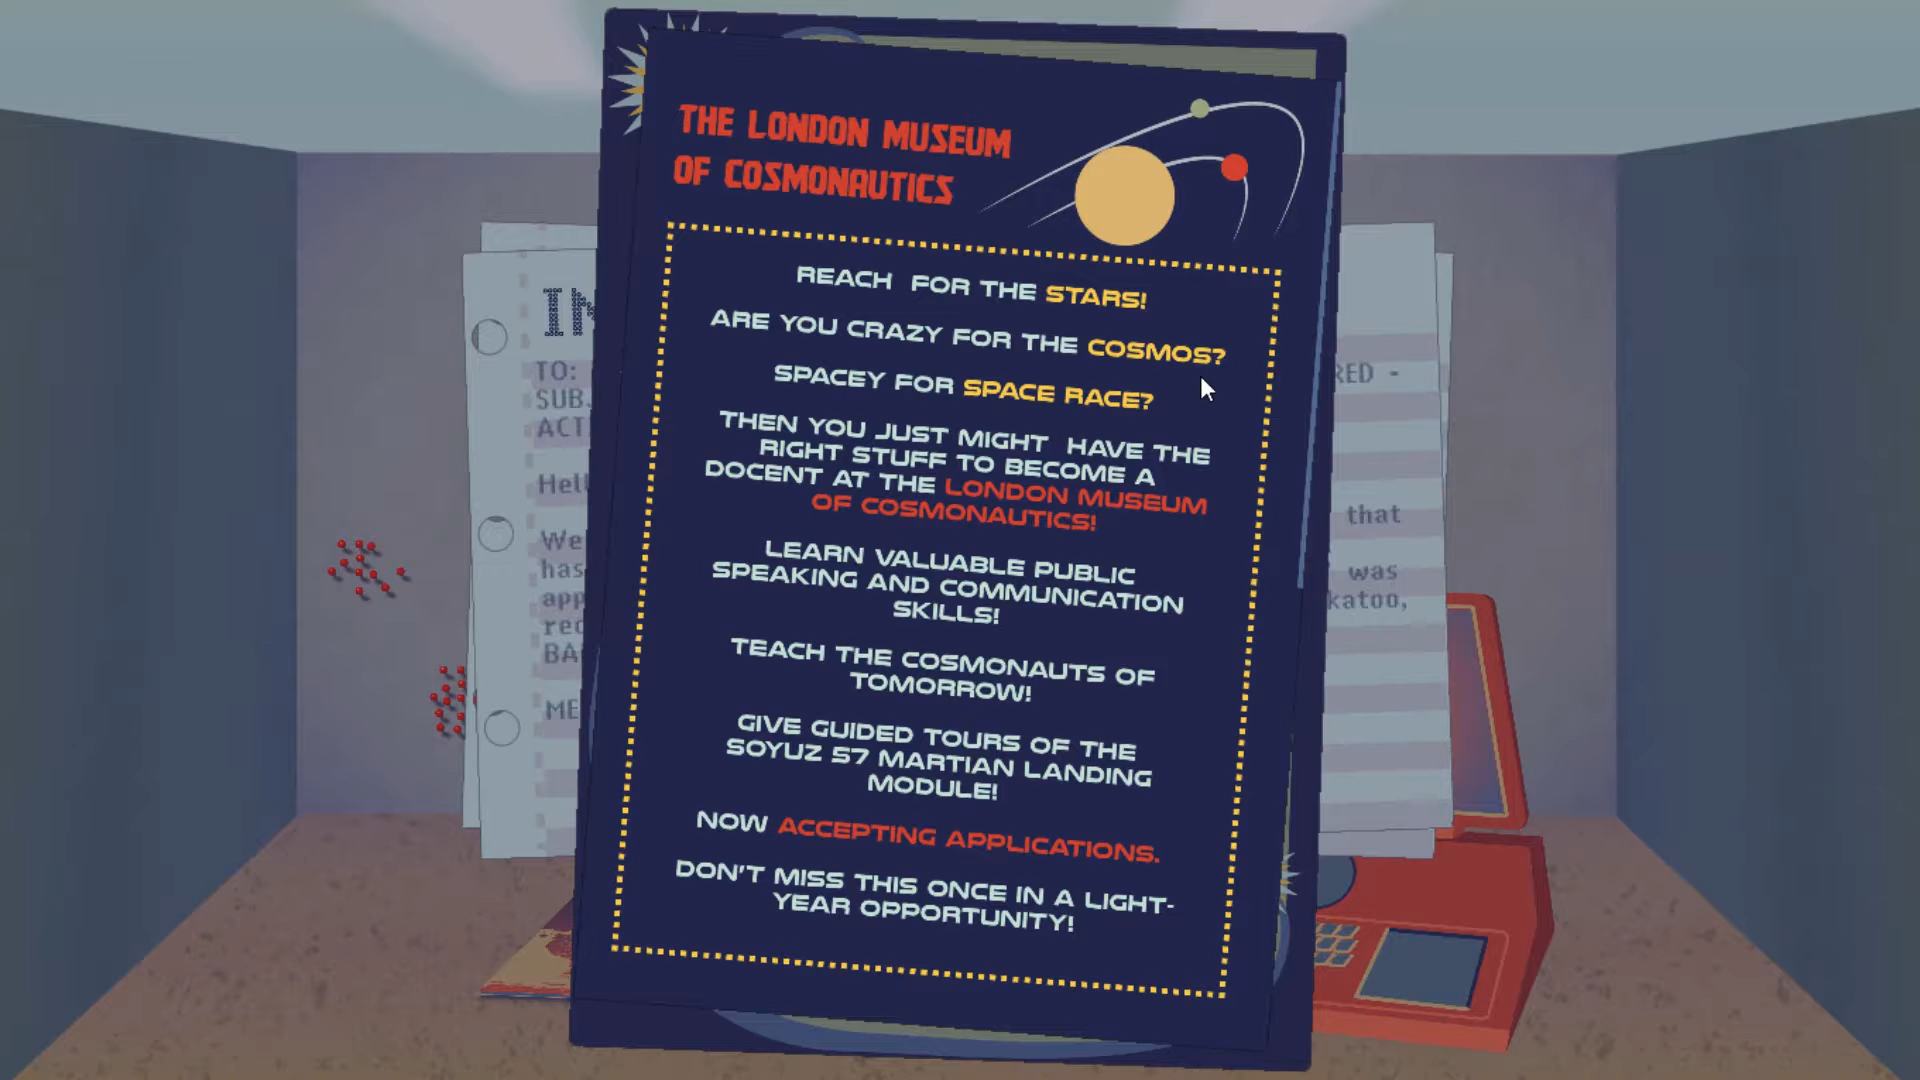 THE LONDON MUSEUM
OF COSMONAUTICS
REACH FOR THE STARS!
ARE YOU CRAZY FOR THE COSMOS?
SPACEY FOR SPACE RACE?
THEN YOU JUST MIGHT HAVE THE
RIGHT STUFF TO BECOME A
DOCENT AT THE LONDON MUSEUM
OF COSMONAUTICS!
LEARN VALUABLE PUBLIC
SPEAKING AND COMMUNICATION
SKILLS!
TEACH THE COSMONAUTS OF
TOMORROW!
GIVE GUIDED TOURS OF THE
SOYUZ 57 MARTIAN LANDING
MODULE!
NOW ACCEPTING APPLICATIONS.
DON'T MISS THIS ONCE IN A LIGHT-
YEAR OPPORTUNITY!
TO:
Hell
We
has
that
was